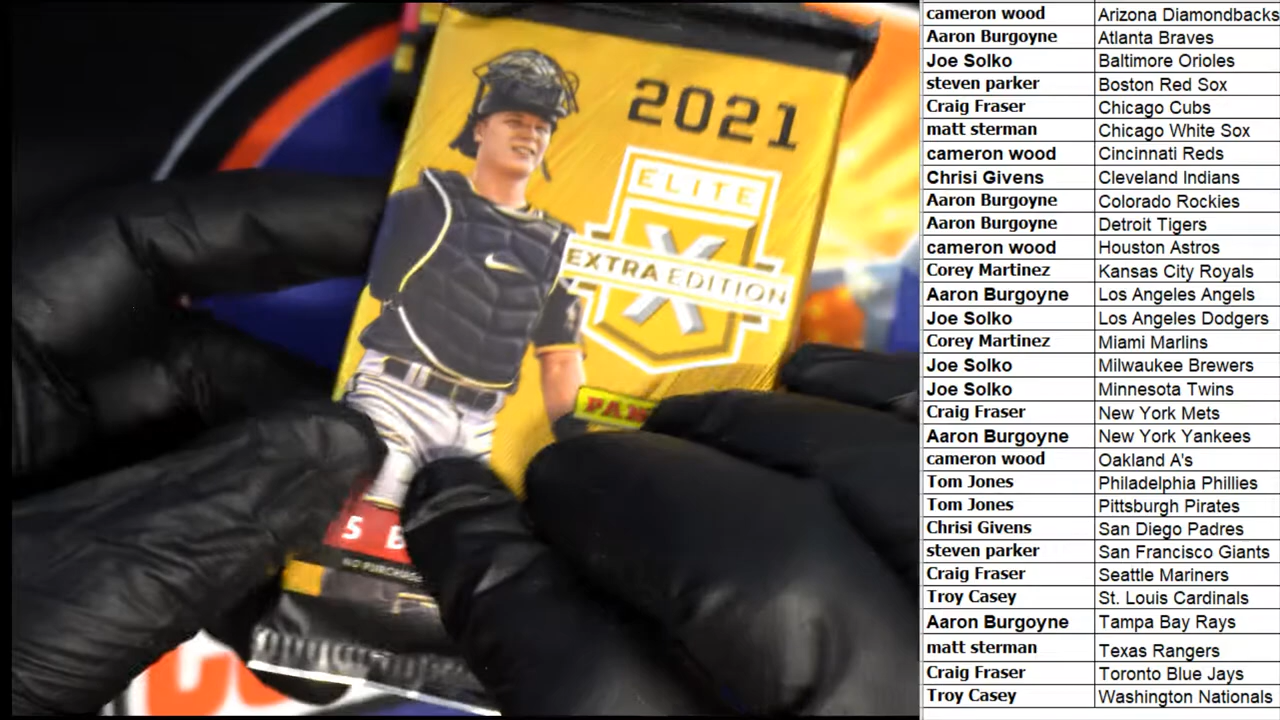 2021
ELITE
X
EXTRA EDITION
5
NO PURCHASE
cameron wood Arizona Diamondbacks
Aaron Burgoyne Atlanta Braves
Joe Solko Baltimore Orioles
steven parker Boston Red Sox
Craig Fraser Chicago Cubs
matt sterman Chicago White Sox
cameron wood Cincinnati Reds
Chrisi Givens Cleveland Indians
Aaron Burgoyne Colorado Rockies
Aaron Burgoyne Detroit Tigers
cameron wood Houston Astros
Corey Martinez Kansas City Royals
Aaron Burgoyne Los Angeles Angels
Joe Solko Los Angeles Dodgers
Corey Martinez Miami Marlins
Joe Solko Milwaukee Brewers
Joe Solko Minnesota Twins
Craig Fraser New York Mets
Aaron Burgoyne New York Yankees
cameron wood Oakland A's
Tom Jones Philadelphia Phillies
Tom Jones Pittsburgh Pirates
Chrisi Givens San Diego Padres
steven parker San Francisco Giants
Craig Fraser Seattle Mariners
Troy Casey St. Louis Cardinals
Aaron Burgoyne Tampa Bay Rays
matt sterman Texas Rangers
Craig Fraser Toronto Blue Jays
Troy Casey Washington Nationals